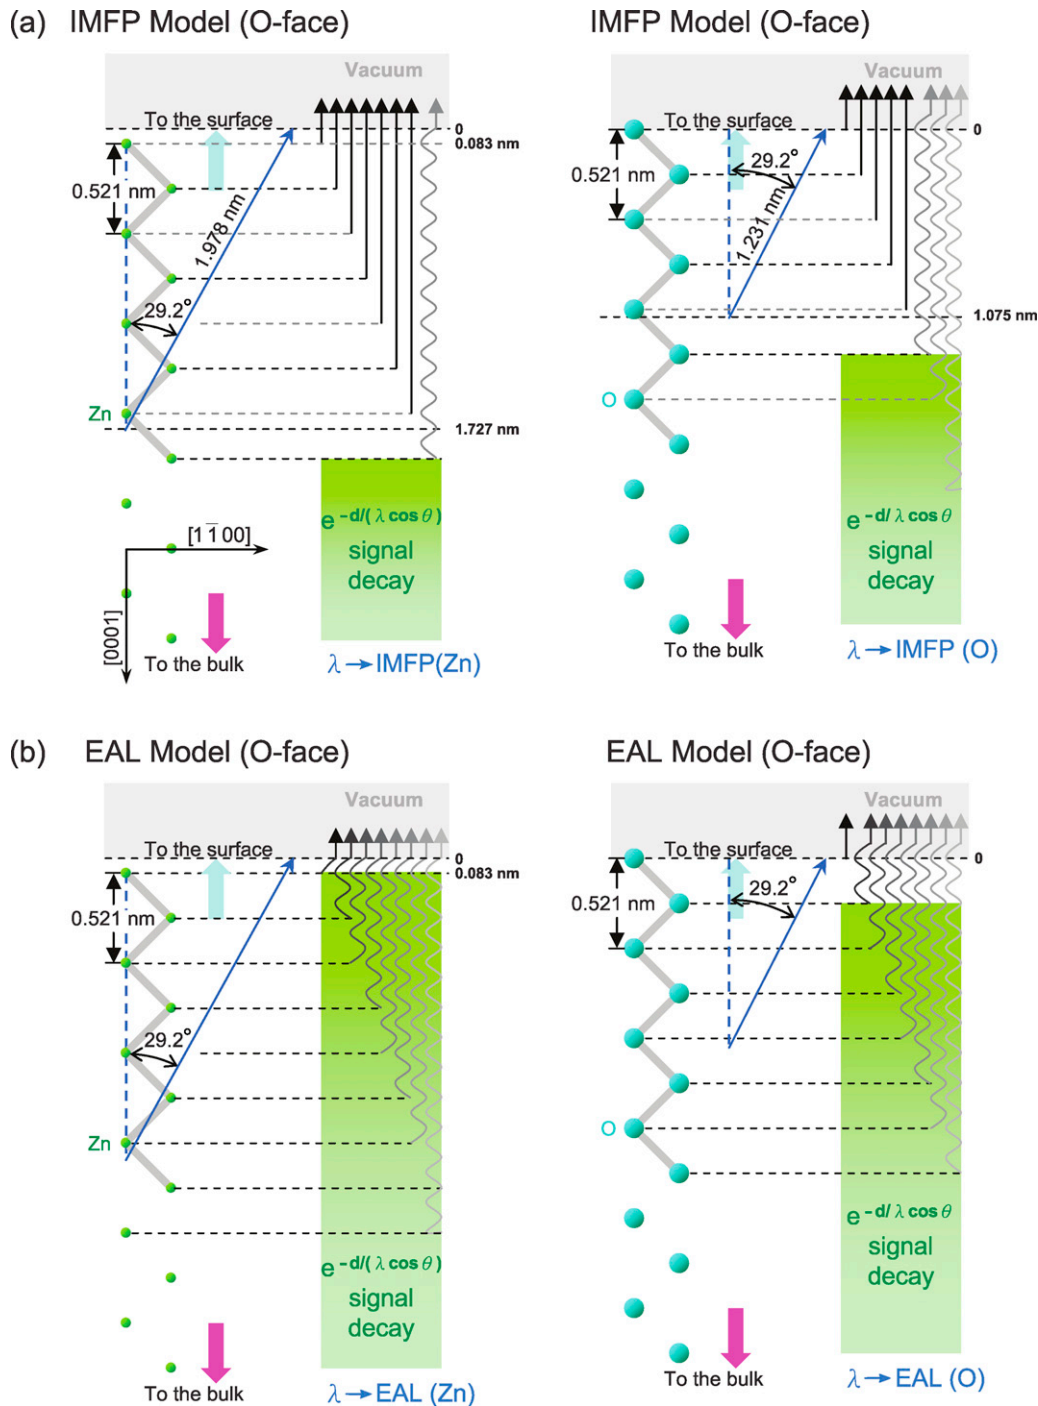 (a) IMFP Model (O-face)
Vacuum
To the surface
0
0.083 nm
0.521 nm
1.978 nm
29.2°
Zn
1.727 nm
[1 1̄ 00]
[0001]
To the bulk
e -d/( λ cos θ )
signal
decay
λ → IMFP(Zn)
IMFP Model (O-face)
Vacuum
To the surface
0
29.2°
0.521 nm
1.231 nm
1.075 nm
O
e -d/ λ cos θ
signal
decay
To the bulk
λ → IMFP (O)
(b) EAL Model (O-face)
Vacuum
To the surface
0
0.083 nm
0.521 nm
29.2°
Zn
e -d/( λ cos θ )
signal
decay
To the bulk
λ → EAL (Zn)
EAL Model (O-face)
Vacuum
To the surface
0
29.2°
0.521 nm
O
e -d/ λ cos θ
signal
decay
To the bulk
λ → EAL (O)